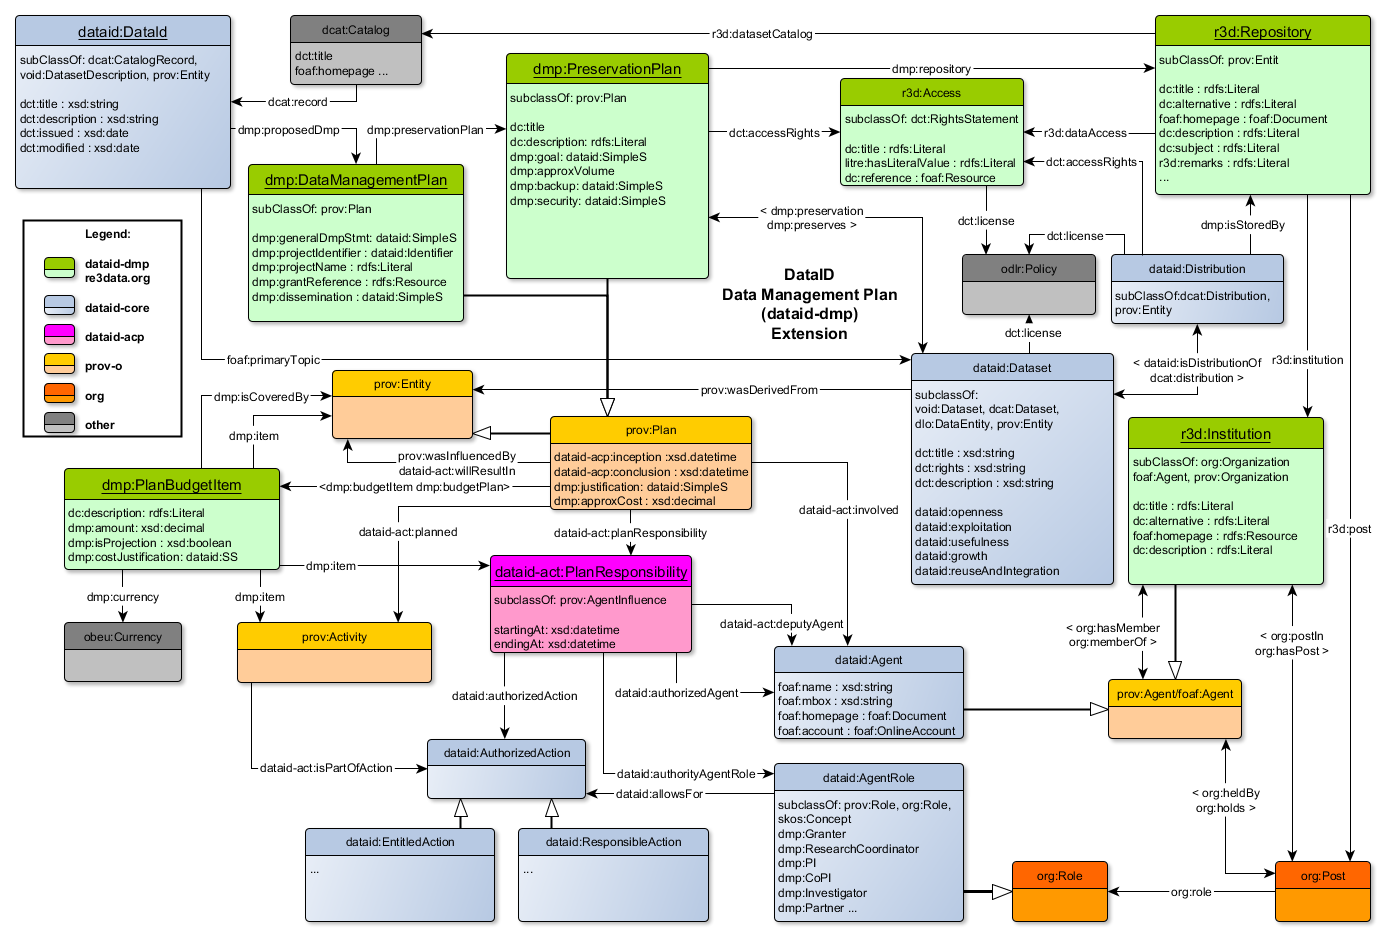 dataid:DataId
subClassOf: dcat:CatalogRecord,
void:DatasetDescription, prov:Entity
dct:title : xsd:string
dct:description : xsd:string
dct:issued : xsd:date
dct:modified : xsd:date
dcat:Catalog
dct:title
foaf:homepage ...
r3d:datasetCatalog
dcat:record
r3d:Repository
subClassOf: prov:Entit
dc:title : rdfs:Literal
dc:alternative : rdfs:Literal
foaf:homepage : foaf:Document
dc:description : rdfs:Literal
dc:subject : rdfs:Literal
r3d:remarks : rdfs:Literal
...
dmp:PreservationPlan
subclassOf: prov:Plan
dc:title
dc:description: rdfs:Literal
dmp:goal: dataid:SimpleS
dmp:approxVolume
dmp:backup: dataid:SimpleS
dmp:security: dataid:SimpleS
dmp:repository
r3d:Access
subclassOf: dct:RightsStatement
dc:title : rdfs:Literal
litre:hasLiteralValue : rdfs:Literal
dc:reference : foaf:Resource
dmp:proposedDmp
dmp:preservationPlan
dct:accessRights
r3d:dataAccess
dct:accessRights
dmp:DataManagementPlan
subClassOf: prov:Plan
dmp:generalDmpStmt: dataid:SimpleS
dmp:projectIdentifier : dataid:Identifier
dmp:projectName : rdfs:Literal
dmp:grantReference : rdfs:Resource
dmp:dissemination : dataid:SimpleS
< dmp:preservation
dmp:preserves >
dct:license
dct:license
dmp:isStoredBy
Legend:
dataid-dmp
re3data.org
dataid-core
dataid-acp
prov-o
org
other
DataID
Data Management Plan
(dataid-dmp)
Extension
odlr:Policy
dataid:Distribution
subClassOf:dcat:Distribution,
prov:Entity
dct:license
foaf:primaryTopic
< dataid:isDistributionOf
dcat:distribution >
r3d:institution
dataid:Dataset
subclassOf:
void:Dataset, dcat:Dataset,
dlo:DataEntity, prov:Entity
dct:title : xsd:string
dct:rights : xsd:string
dct:description : xsd:string
dataid:openness
dataid:exploitation
dataid:usefulness
dataid:growth
dataid:reuseAndIntegration
prov:Entity
prov:wasDerivedFrom
dmp:isCoveredBy
dmp:item
prov:Plan
dataid-acp:inception :xsd.datetime
dataid-acp:conclusion : xsd:datetime
dmp:justification: dataid:SimpleS
dmp:approxCost : xsd:decimal
prov:wasInfluencedBy
dataid-act:willResultIn
<dmp:budgetItem dmp:budgetPlan>
r3d:Institution
subClassOf: org:Organization
foaf:Agent, prov:Organization
dc:title : rdfs:Literal
dc:alternative : rdfs:Literal
foaf:homepage : rdfs:Resource
dc:description : rdfs:Literal
r3d:post
dmp:PlanBudgetItem
dc:description: rdfs:Literal
dmp:amount: xsd:decimal
dmp:isProjection : xsd:boolean
dmp:costJustification: dataid:SS
dataid-act:planned
dataid-act:planResponsibility
dataid-act:involved
dmp:item
dmp:currency
dmp:item
dataid-act:PlanResponsibility
subclassOf: prov:AgentInfluence
startingAt: xsd:datetime
endingAt: xsd:datetime
dataid-act:deputyAgent
obeu:Currency
prov:Activity
< org:hasMember
org:memberOf >
< org:postIn
org:hasPost >
dataid:authorizedAction
dataid:authorizedAgent
dataid:Agent
foaf:name : xsd:string
foaf:mbox : xsd:string
foaf:homepage : foaf:Document
foaf:account : foaf:OnlineAccount
prov:Agent/foaf:Agent
dataid-act:isPartOfAction
dataid:AuthorizedAction
dataid:authorityAgentRole
dataid:allowsFor
dataid:AgentRole
subclassOf: prov:Role, org:Role,
skos:Concept
dmp:Granter
dmp:ResearchCoordinator
dmp:PI
dmp:CoPI
dmp:Investigator
dmp:Partner ...
< org:heldBy
org:holds >
dataid:EntitledAction
...
dataid:ResponsibleAction
...
org:Role
org:role
org:Post